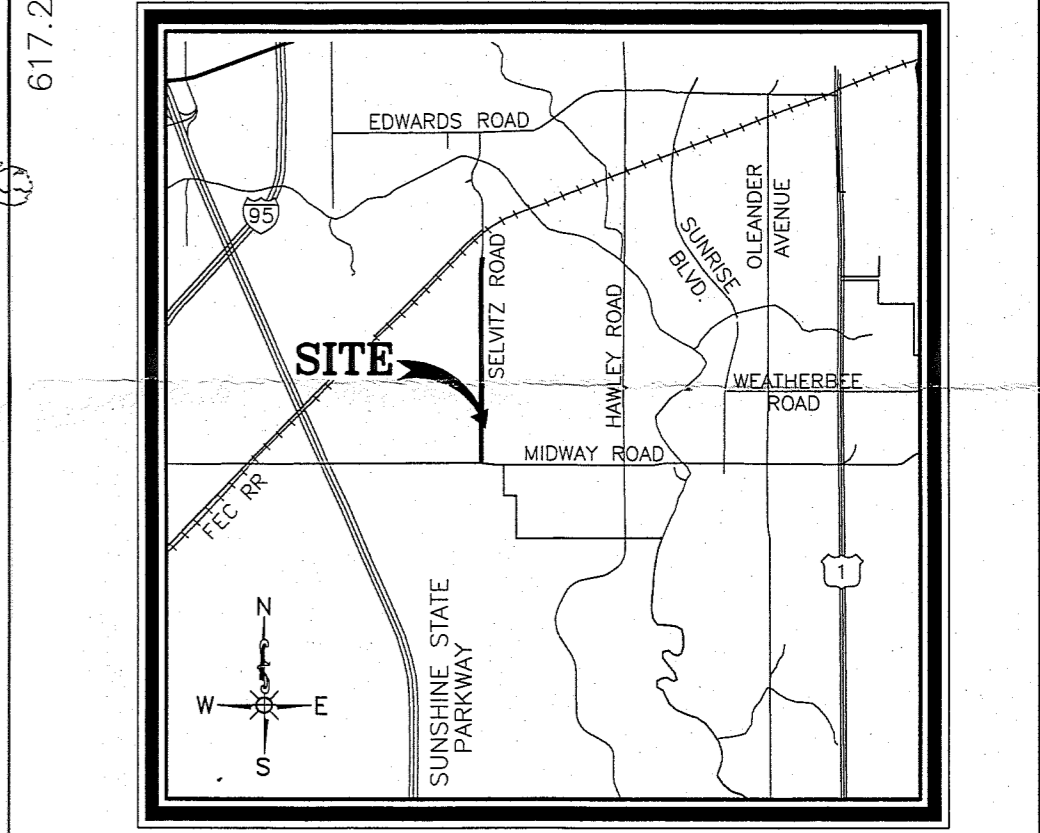 617.2
EDWARDS ROAD
95
OLEANDER
AVENUE
SUNRISE
BLVD.
SELVITZ ROAD
HAWLEY ROAD
SITE
WEATHERBEE
ROAD
MIDWAY ROAD
FEC RR
1
SUNSHINE STATE
PARKWAY
N
W E
S